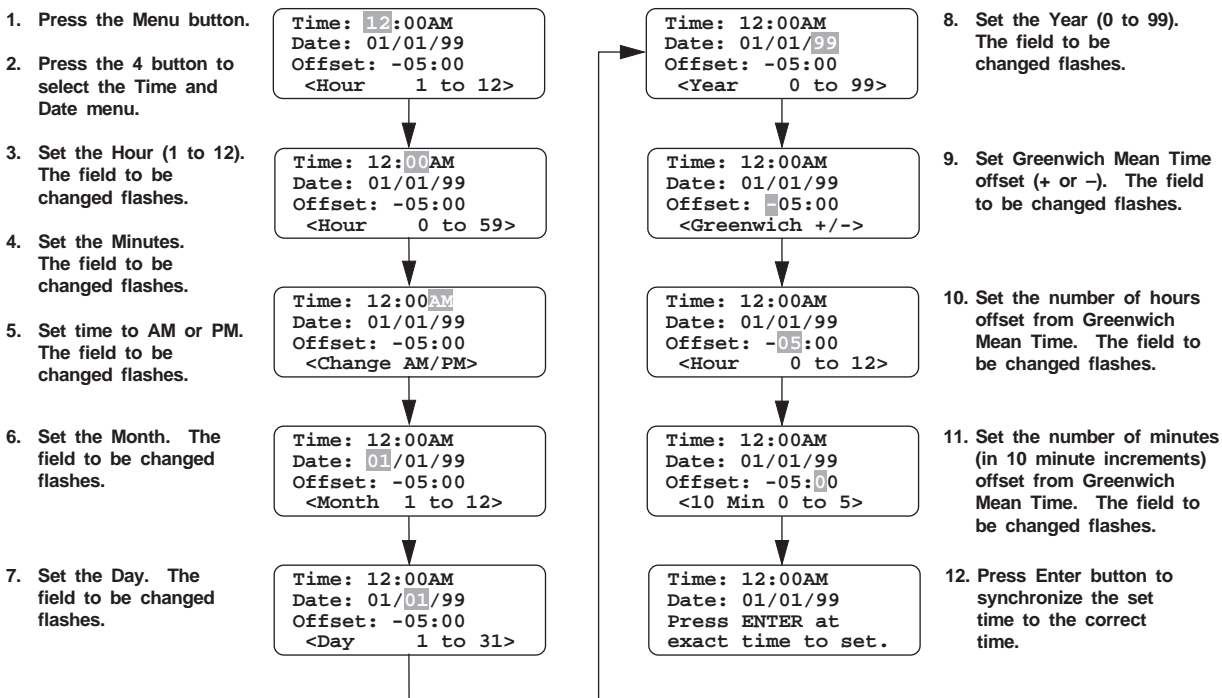 1. Press the Menu button.
2. Press the 4 button to
select the Time and
Date menu.
3. Set the Hour (1 to 12).
The field to be
changed flashes.
4. Set the Minutes.
The field to be
changed flashes.
5. Set time to AM or PM.
The field to be
changed flashes.
6. Set the Month. The
field to be changed
flashes.
7. Set the Day. The
field to be changed
flashes.
Time: 12:00AM
Date: 01/01/99
Offset: -05:00
<Hour 1 to 12>
Time: 12:00AM
Date: 01/01/99
Offset: -05:00
<Hour 0 to 59>
Time: 12:00AM
Date: 01/01/99
Offset: -05:00
<Change AM/PM>
Time: 12:00AM
Date: 01/01/99
Offset: -05:00
<Month 1 to 12>
Time: 12:00AM
Date: 01/01/99
Offset: -05:00
<Day 1 to 31>
Time: 12:00AM
Date: 01/01/99
Offset: -05:00
<Year 0 to 99>
Time: 12:00AM
Date: 01/01/99
Offset: -05:00
<Greenwich +/->
Time: 12:00AM
Date: 01/01/99
Offset: -05:00
<Hour 0 to 12>
Time: 12:00AM
Date: 01/01/99
Offset: -05:00
<10 Min 0 to 5>
Time: 12:00AM
Date: 01/01/99
Press ENTER at
exact time to set.
8. Set the Year (0 to 99).
The field to be
changed flashes.
9. Set Greenwich Mean Time
offset (+ or –). The field
to be changed flashes.
10. Set the number of hours
offset from Greenwich
Mean Time. The field to
be changed flashes.
11. Set the number of minutes
(in 10 minute increments)
offset from Greenwich
Mean Time. The field to
be changed flashes.
12. Press Enter button to
synchronize the set
time to the correct
time.